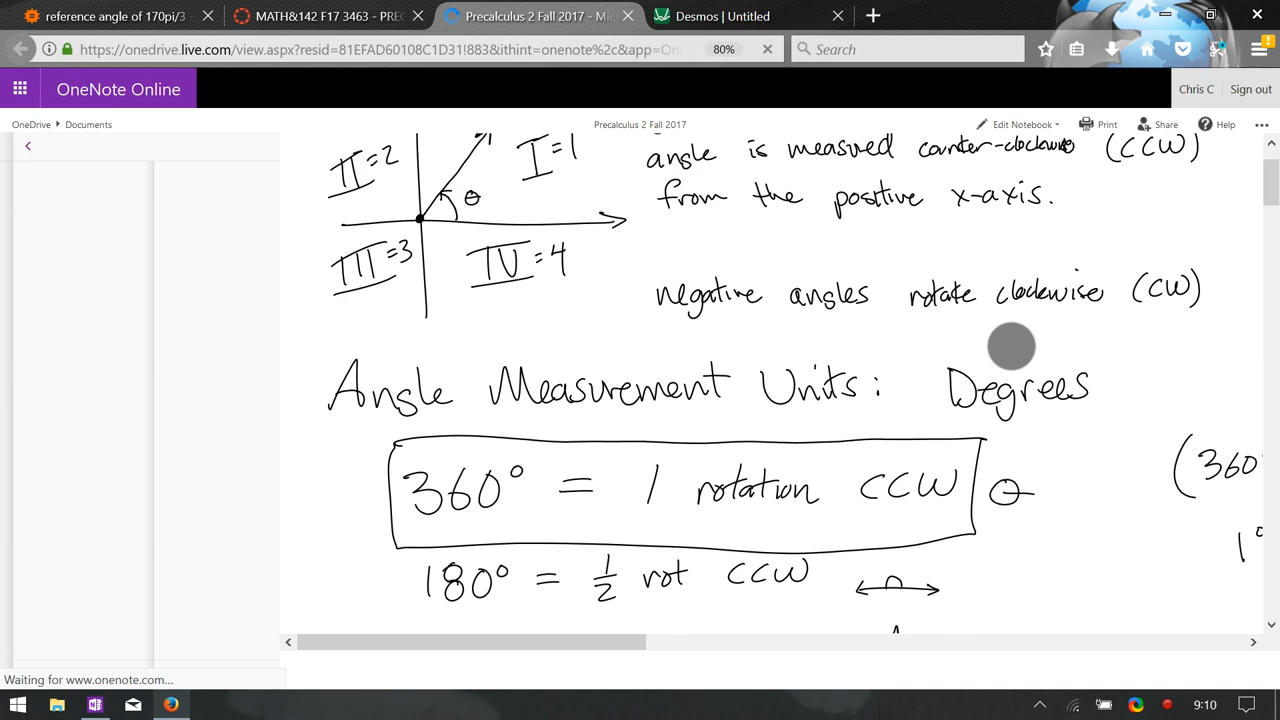 reference angle of 170pi/3
MATH&142 F17 3463 - PREC
Precalculus 2 Fall 2017 - Mic
Desmos | Untitled
https://onedrive.live.com/view.aspx?resid=81EFAD60108C1D31!883&ithint=onenote%2c&app=On
80%
Search
OneNote Online
Chris C
Sign out
OneDrive
Documents
Precalculus 2 Fall 2017
Edit Notebook
Print
Share
Help
II=2
I=1
θ
III=3
IV=4
angle is measured counter-clockwise (CCW)
from the positive x-axis.
negative angles rotate clockwise (CW)
Angle Measurement Units: Degrees
360° = 1 rotation CCW
(360°
1°
180° = 1/2 rot CCW
Waiting for www.onenote.com...
9:10